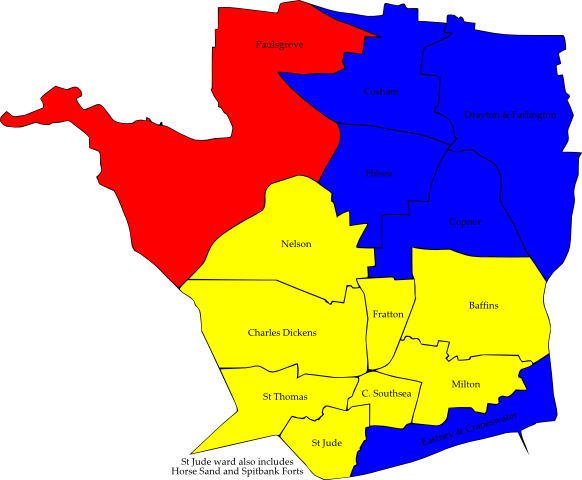 Paulsgrove
Cosham
Drayton & Farlington
Hilsea
Copnor
Nelson
Baffins
Fratton
Charles Dickens
Milton
C. Southsea
St Thomas
Eastney & Craneswater
St Jude
St Jude ward also includes
Horse Sand and Spitbank Forts